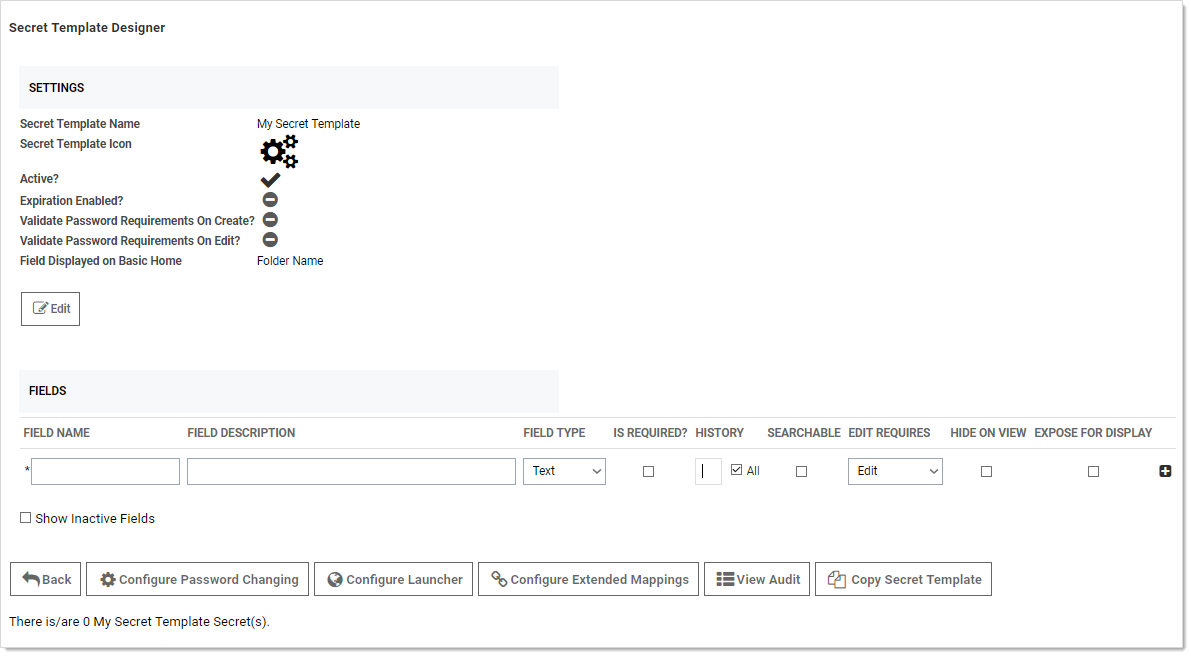 Secret Template Designer
SETTINGS
Secret Template Name My Secret Template
Secret Template Icon
Active?
Expiration Enabled?
Validate Password Requirements On Create?
Validate Password Requirements On Edit?
Field Displayed on Basic Home Folder Name
Edit
FIELDS
FIELD NAME FIELD DESCRIPTION FIELD TYPE IS REQUIRED? HISTORY SEARCHABLE EDIT REQUIRES HIDE ON VIEW EXPOSE FOR DISPLAY
* Text All Edit
Show Inactive Fields
Back Configure Password Changing Configure Launcher Configure Extended Mappings View Audit Copy Secret Template
There is/are 0 My Secret Template Secret(s).